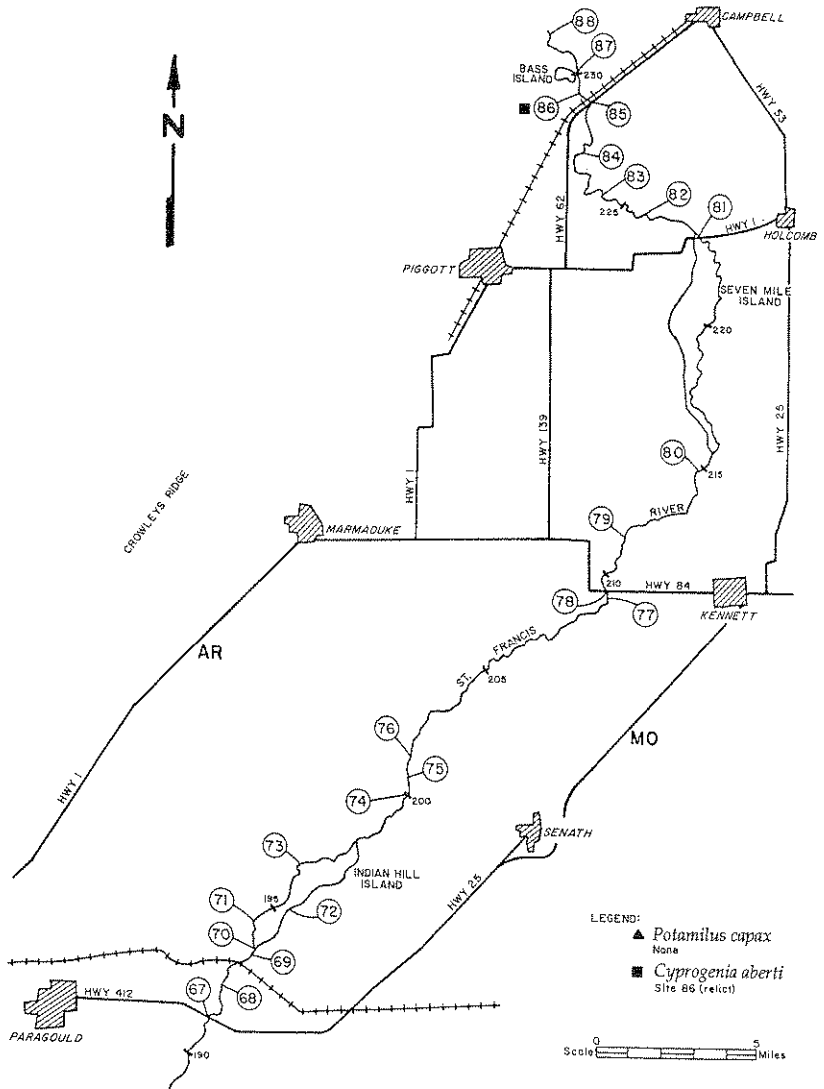 88
CAMPBELL
87
BASS
ISLAND
230
N
86
85
HWY 53
84
83
HWY 62
82
225
81
HWY 1
HOLCOMB
PIGGOTT
SEVEN MILE
ISLAND
220
HWY 139
HWY 25
80
215
HWY 1
CROWLEYS RIDGE
RIVER
79
MARMADUKE
210
HWY 84
78
77
KENNETT
FRANCIS
AR
ST.
205
76
MO
75
HWY 1
74
200
SENATH
73
INDIAN HILL
ISLAND
HWY 25
195
71
72
70
69
LEGEND:
Potamilus capax
None
Cyprogenia aberti
Site 86 (relict)
67
68
HWY 412
PARAGOULD
190
0 5
Scale Miles